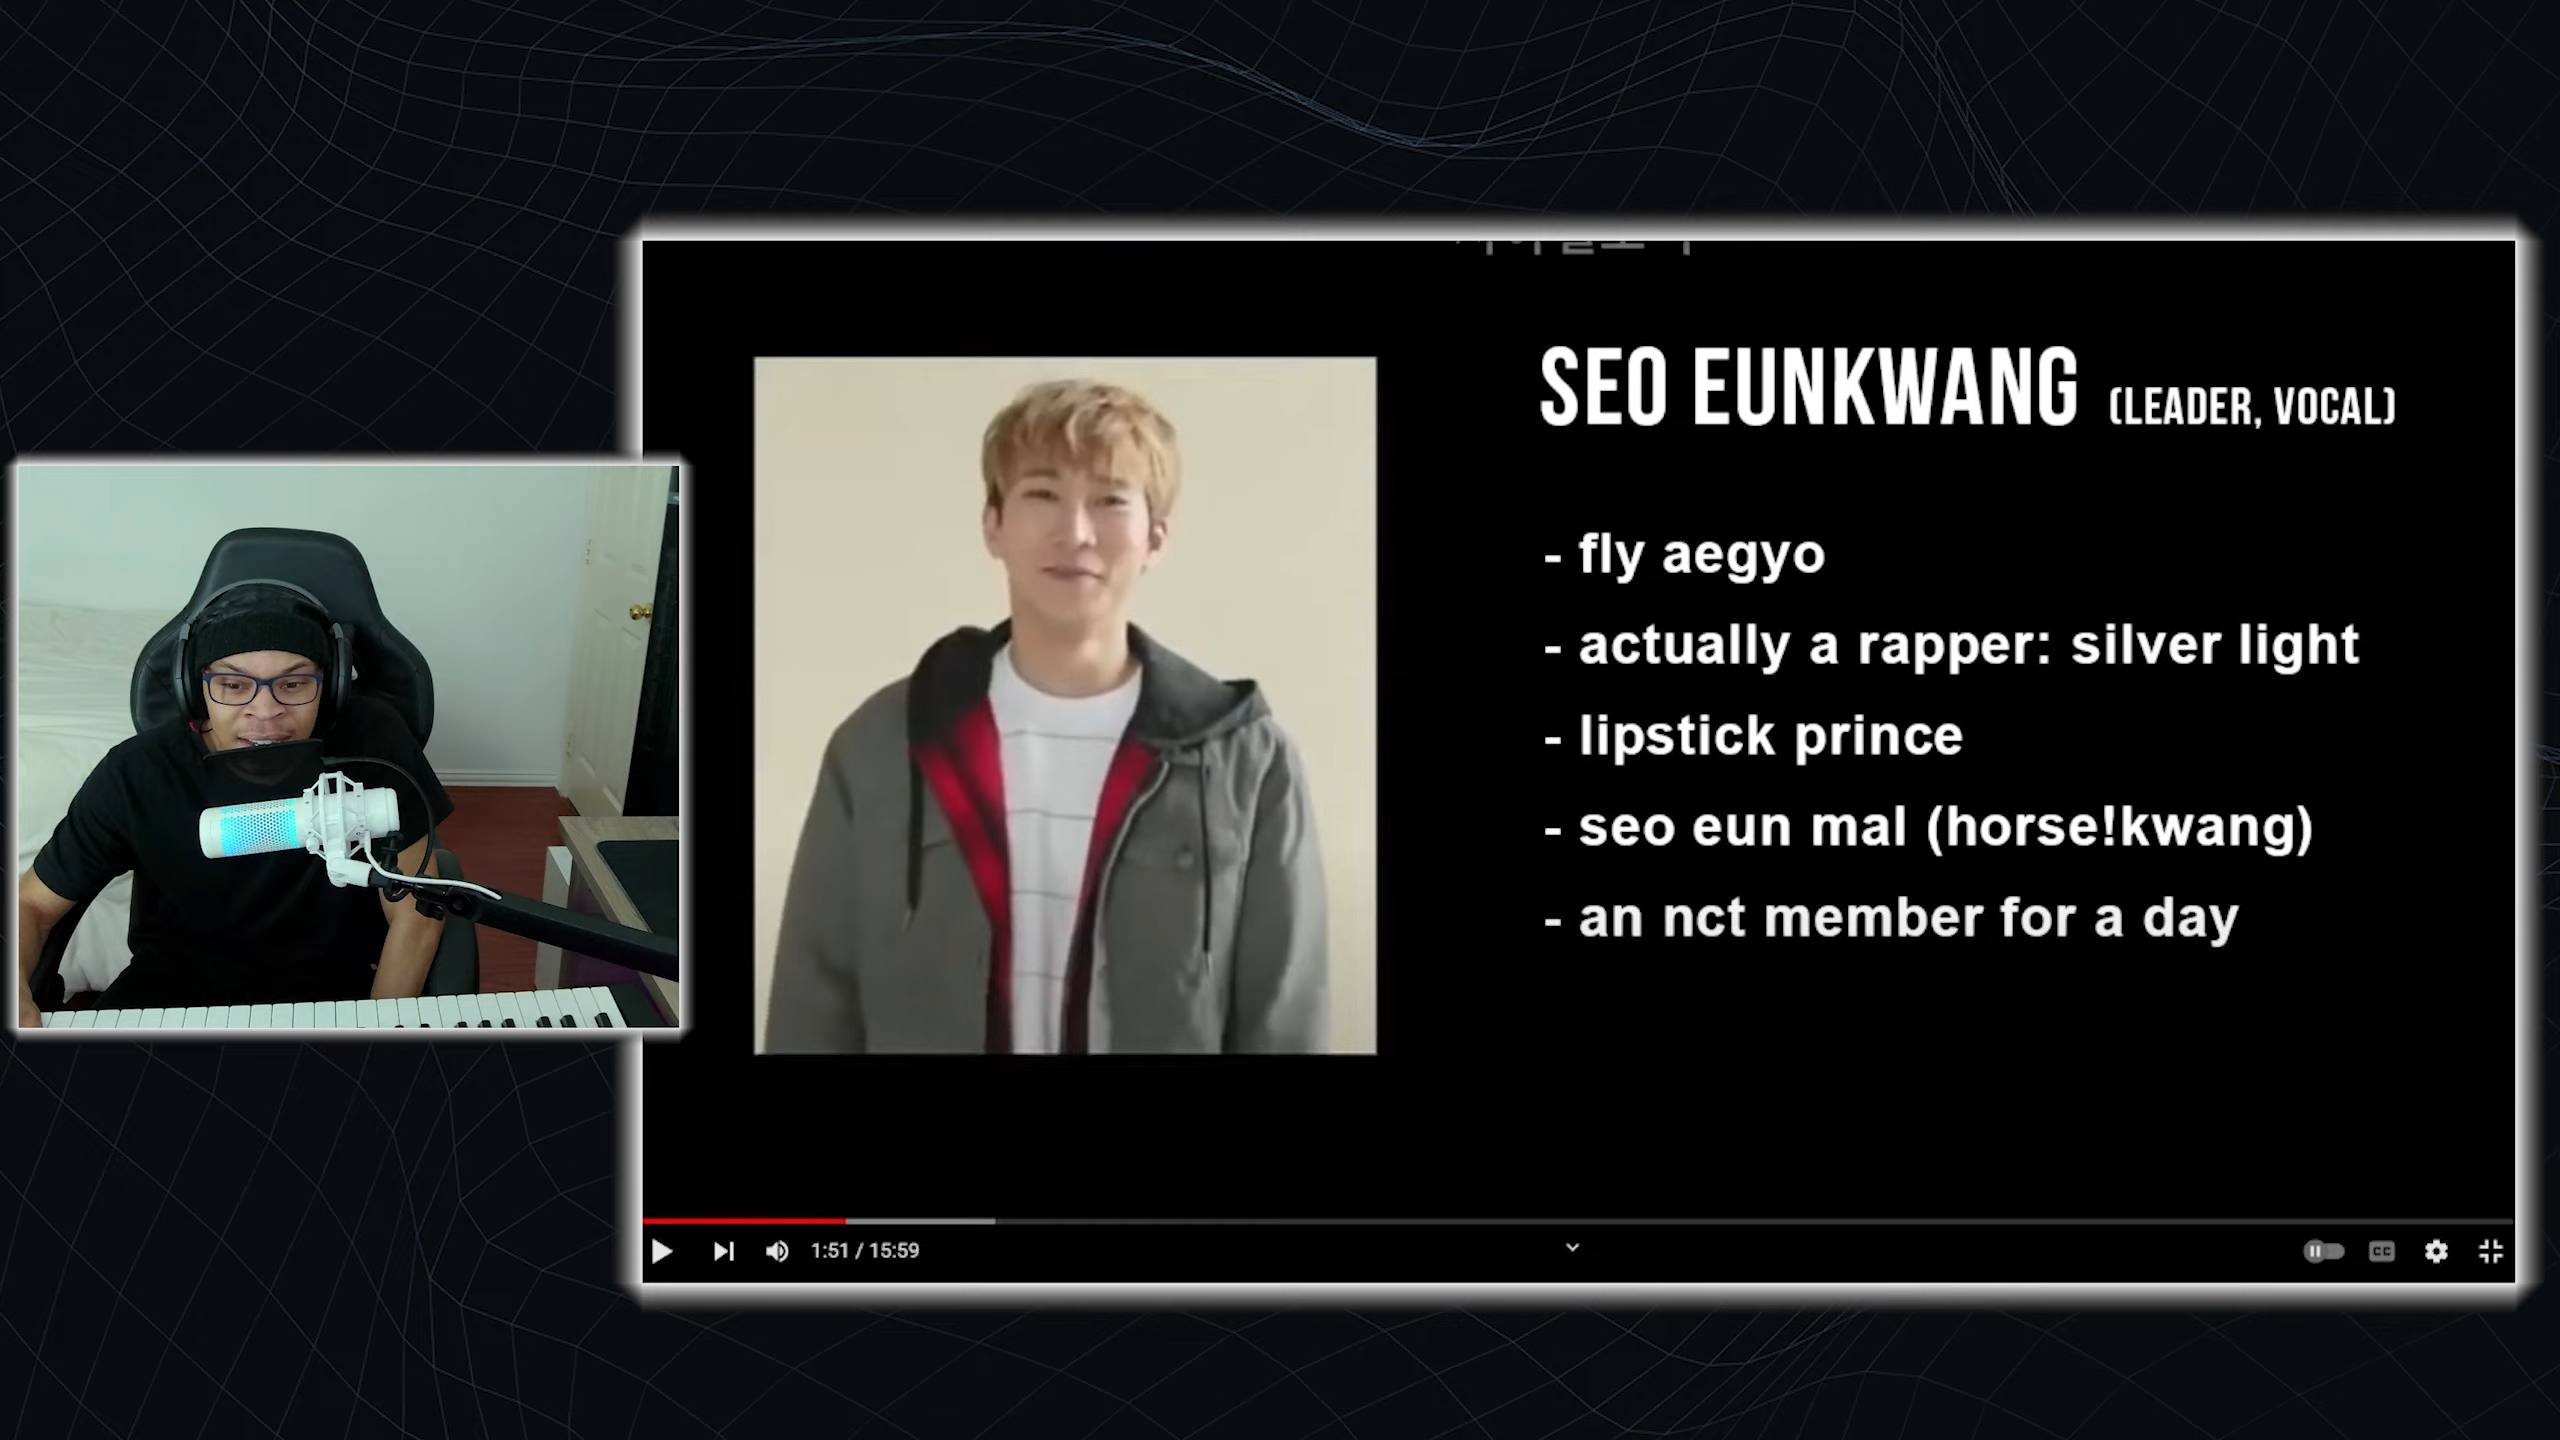 SEO EUNKWANG (LEADER, VOCAL)
- fly aegyo
- actually a rapper: silver light
- lipstick prince
- seo eun mal (horse!kwang)
- an nct member for a day
1:51 / 15:59
CC